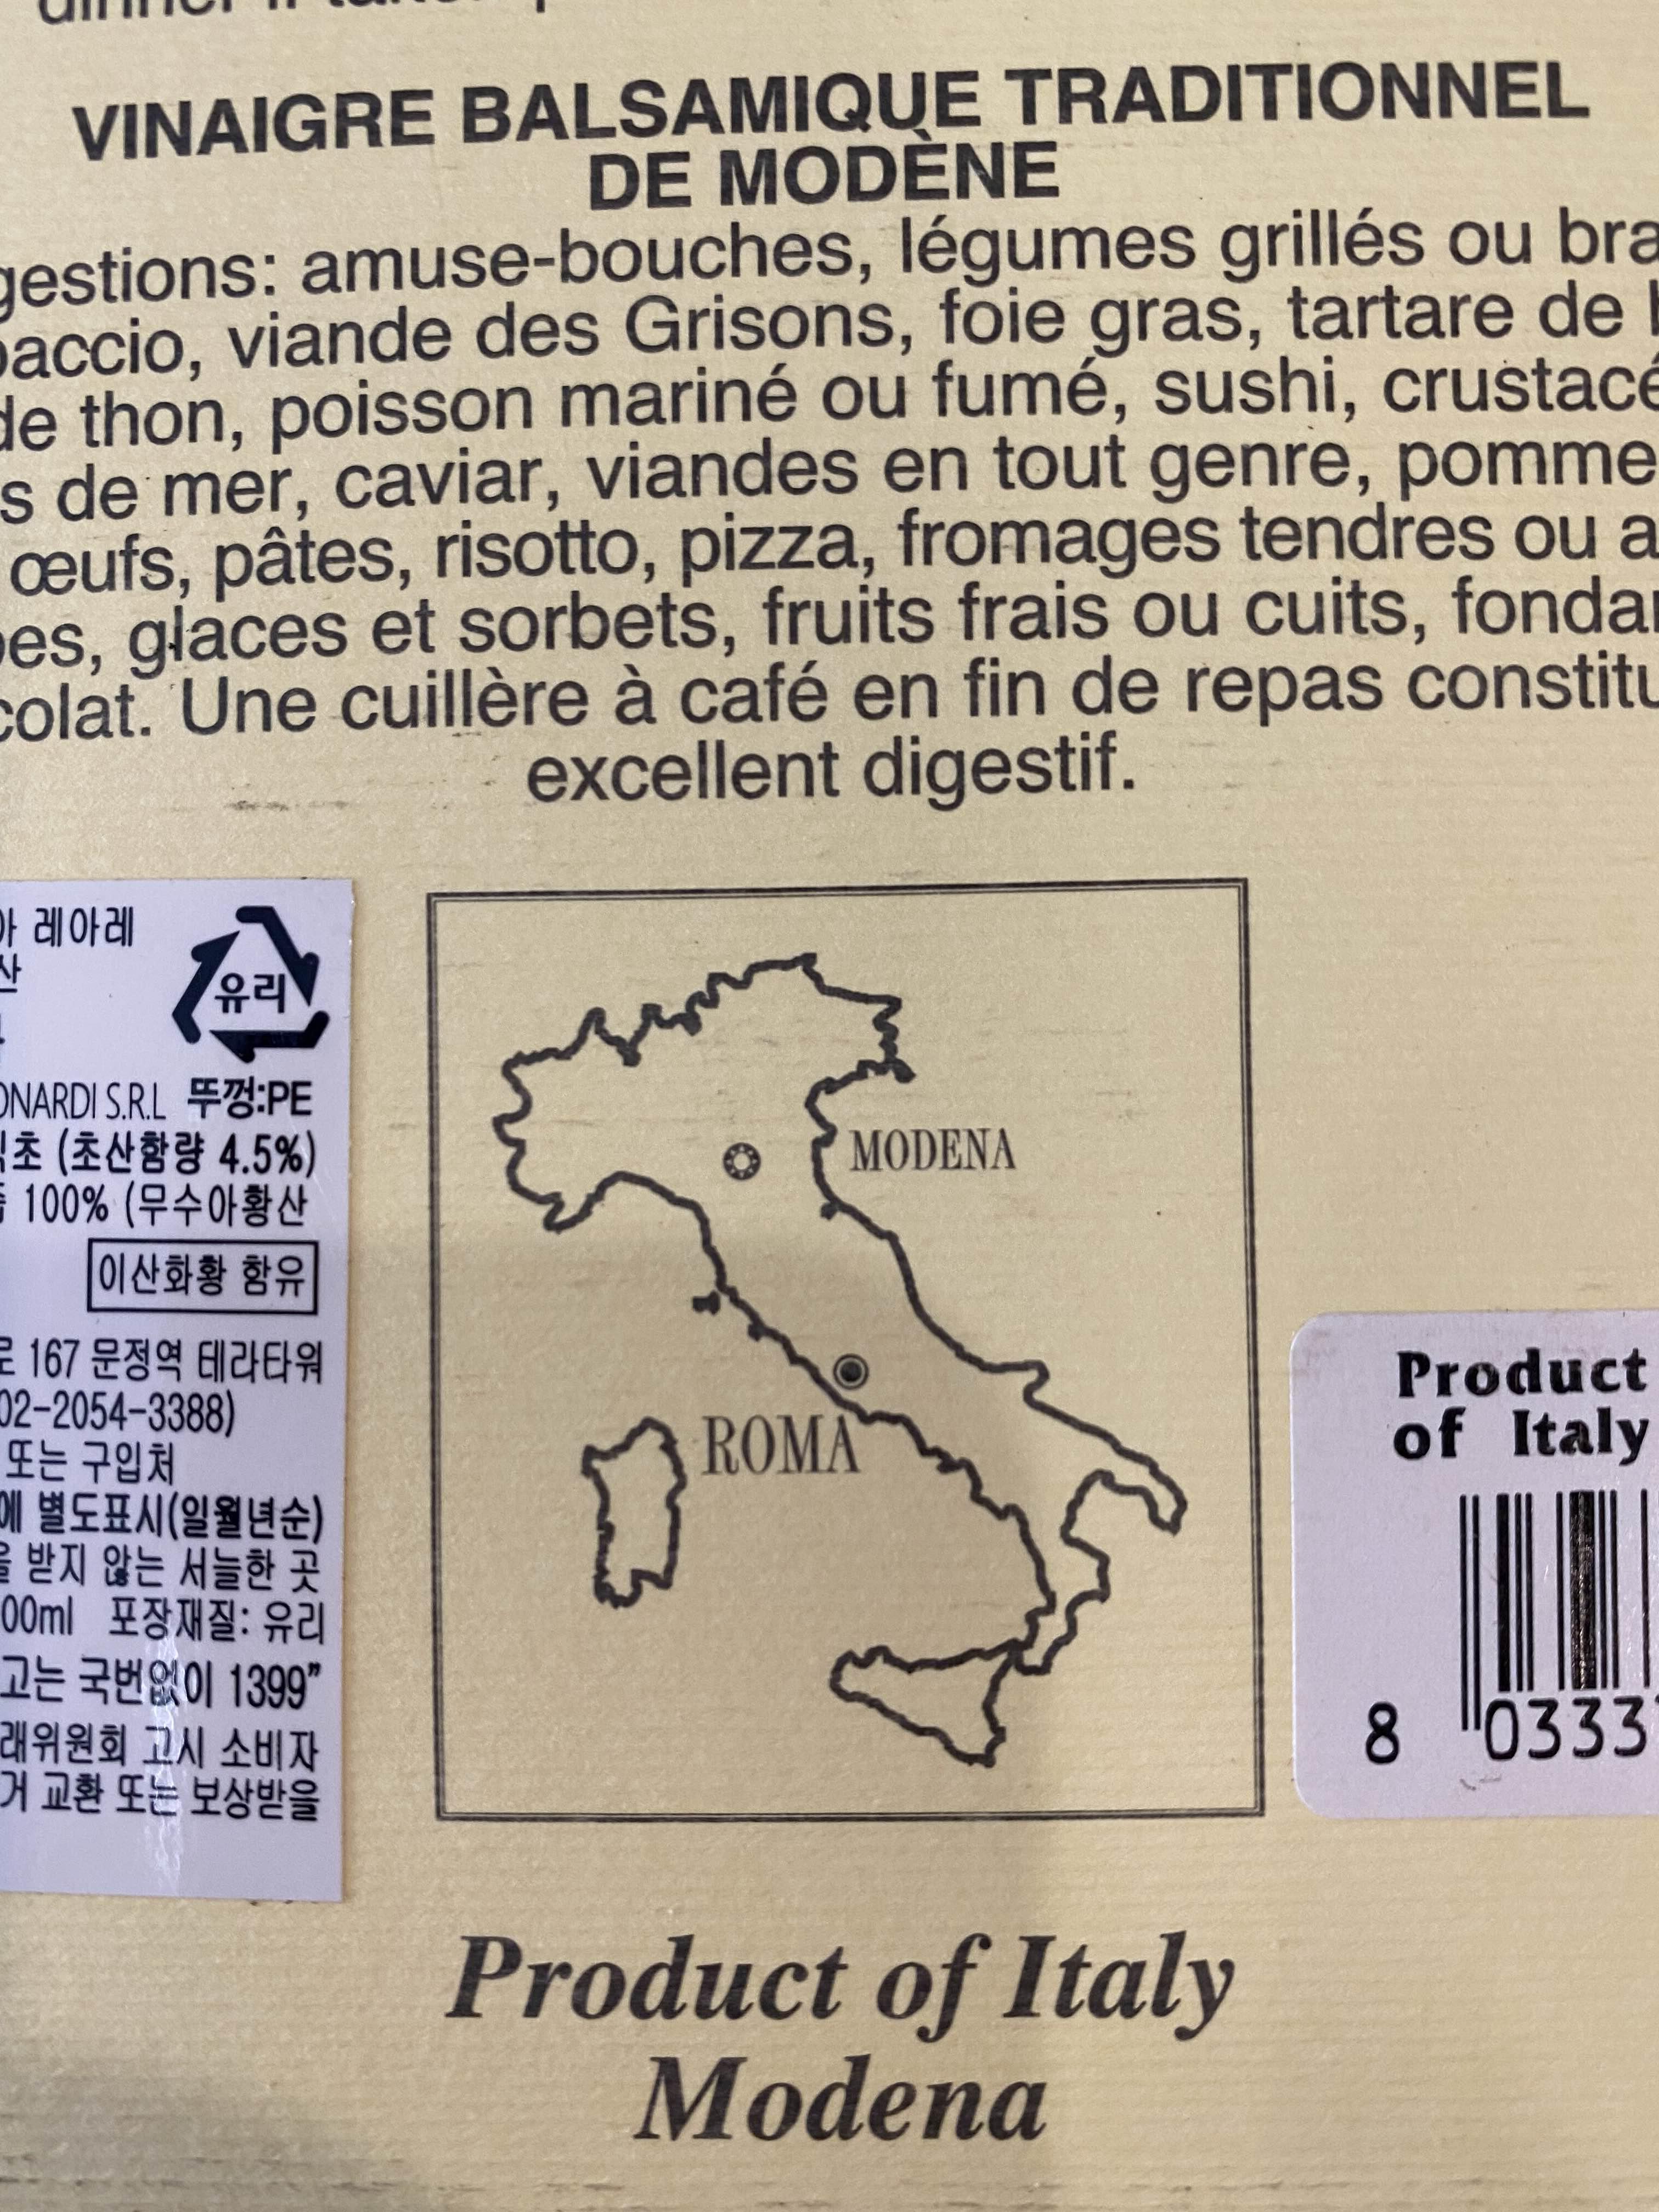 VINAIGRE BALSAMIQUE TRADITIONNEL
DE MODÈNE
gestions: amuse-bouches, légumes grillés ou bra
paccio, viande des Grisons, foie gras, tartare de
de thon, poisson mariné ou fumé, sushi, crustacé
s de mer, caviar, viandes en tout genre, pomme
œufs, pâtes, risotto, pizza, fromages tendres ou a
pes, glaces et sorbets, fruits frais ou cuits, fondan
colat. Une cuillère à café en fin de repas constitu
excellent digestif.
레아레
산
유리
ONARDI S.R.L 뚜껑:PE
초 (초산함량 4.5%)
100% (무수아황산
이산화황 함유
로 167 문정역 테라타워
02-2054-3388)
또는 구입처
에 별도표시(일월년순)
을 받지 않는 서늘한 곳
00ml 포장재질: 유리
고는 국번없이 1399”
래위원회 고시 소비자
거 교환 또는 보상받을
MODENA
ROMA
Product
of Italy
8 0333
Product of Italy
Modena